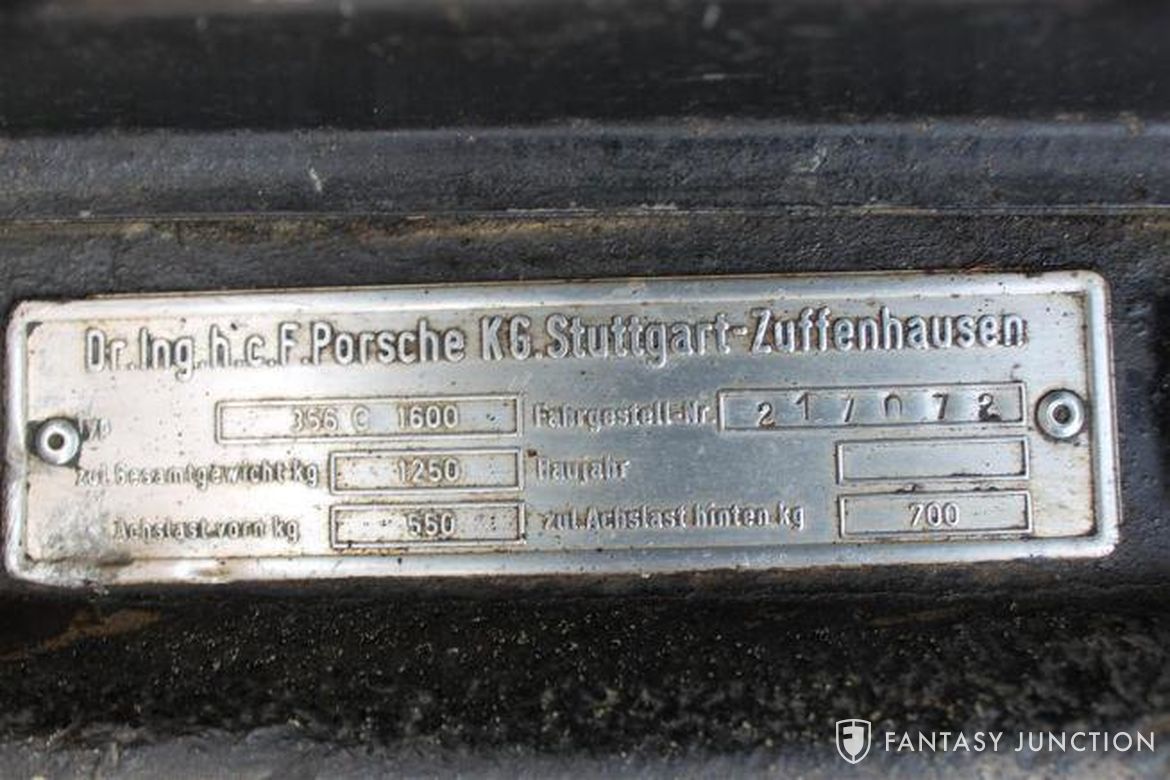 Dr.Ing.h.c.F.Porsche KG.Stuttgart-Zuffenhausen
Typ 356 C 1600 Fahrgestell-Nr. 217072
zul.Gesamtgewicht kg 1250 Baujahr
Achslast vorn kg 550 zul.Achslast hinten kg 700
FANTASY JUNCTION